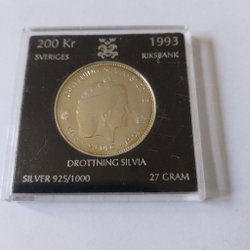 200 Kr 1993
SVERIGES RIKSBANK
DROTTNING SILVIA
SILVER 925/1000 27 GRAM